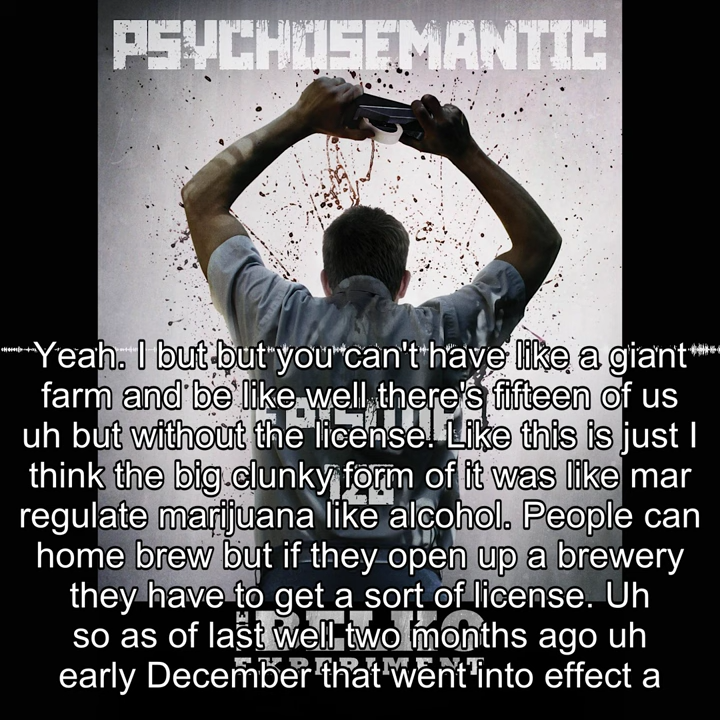 PSYCHOSEMANTIC
Yeah. I but but you can't have like a giant
farm and be like well there's fifteen of us
uh but without the license. Like this is just I
think the big clunky form of it was like mar
regulate marijuana like alcohol. People can
home brew but if they open up a brewery
they have to get a sort of license. Uh
so as of last well two months ago uh
early December that went into effect a
THE
BELKO
EXPERIMENT